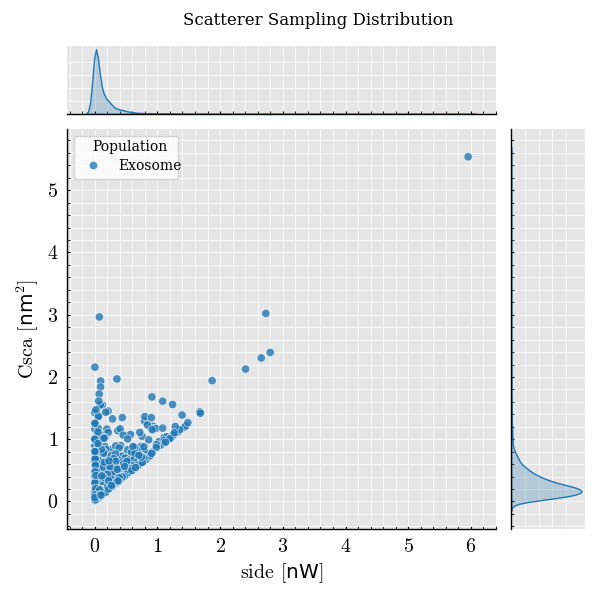 Scatterer Sampling Distribution
Population
Exosome
5
4
3
2
1
0
Csca [nm²]
0 1 2 3 4 5 6
side [nW]